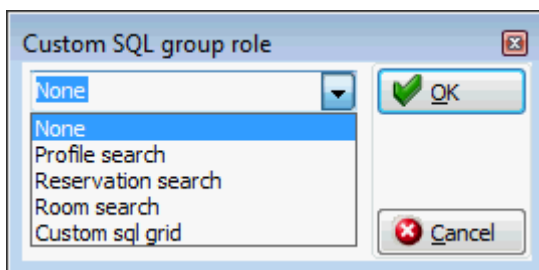 Custom SQL group role
None
OK
None
Profile search
Reservation search
Room search
Custom sql grid
Cancel